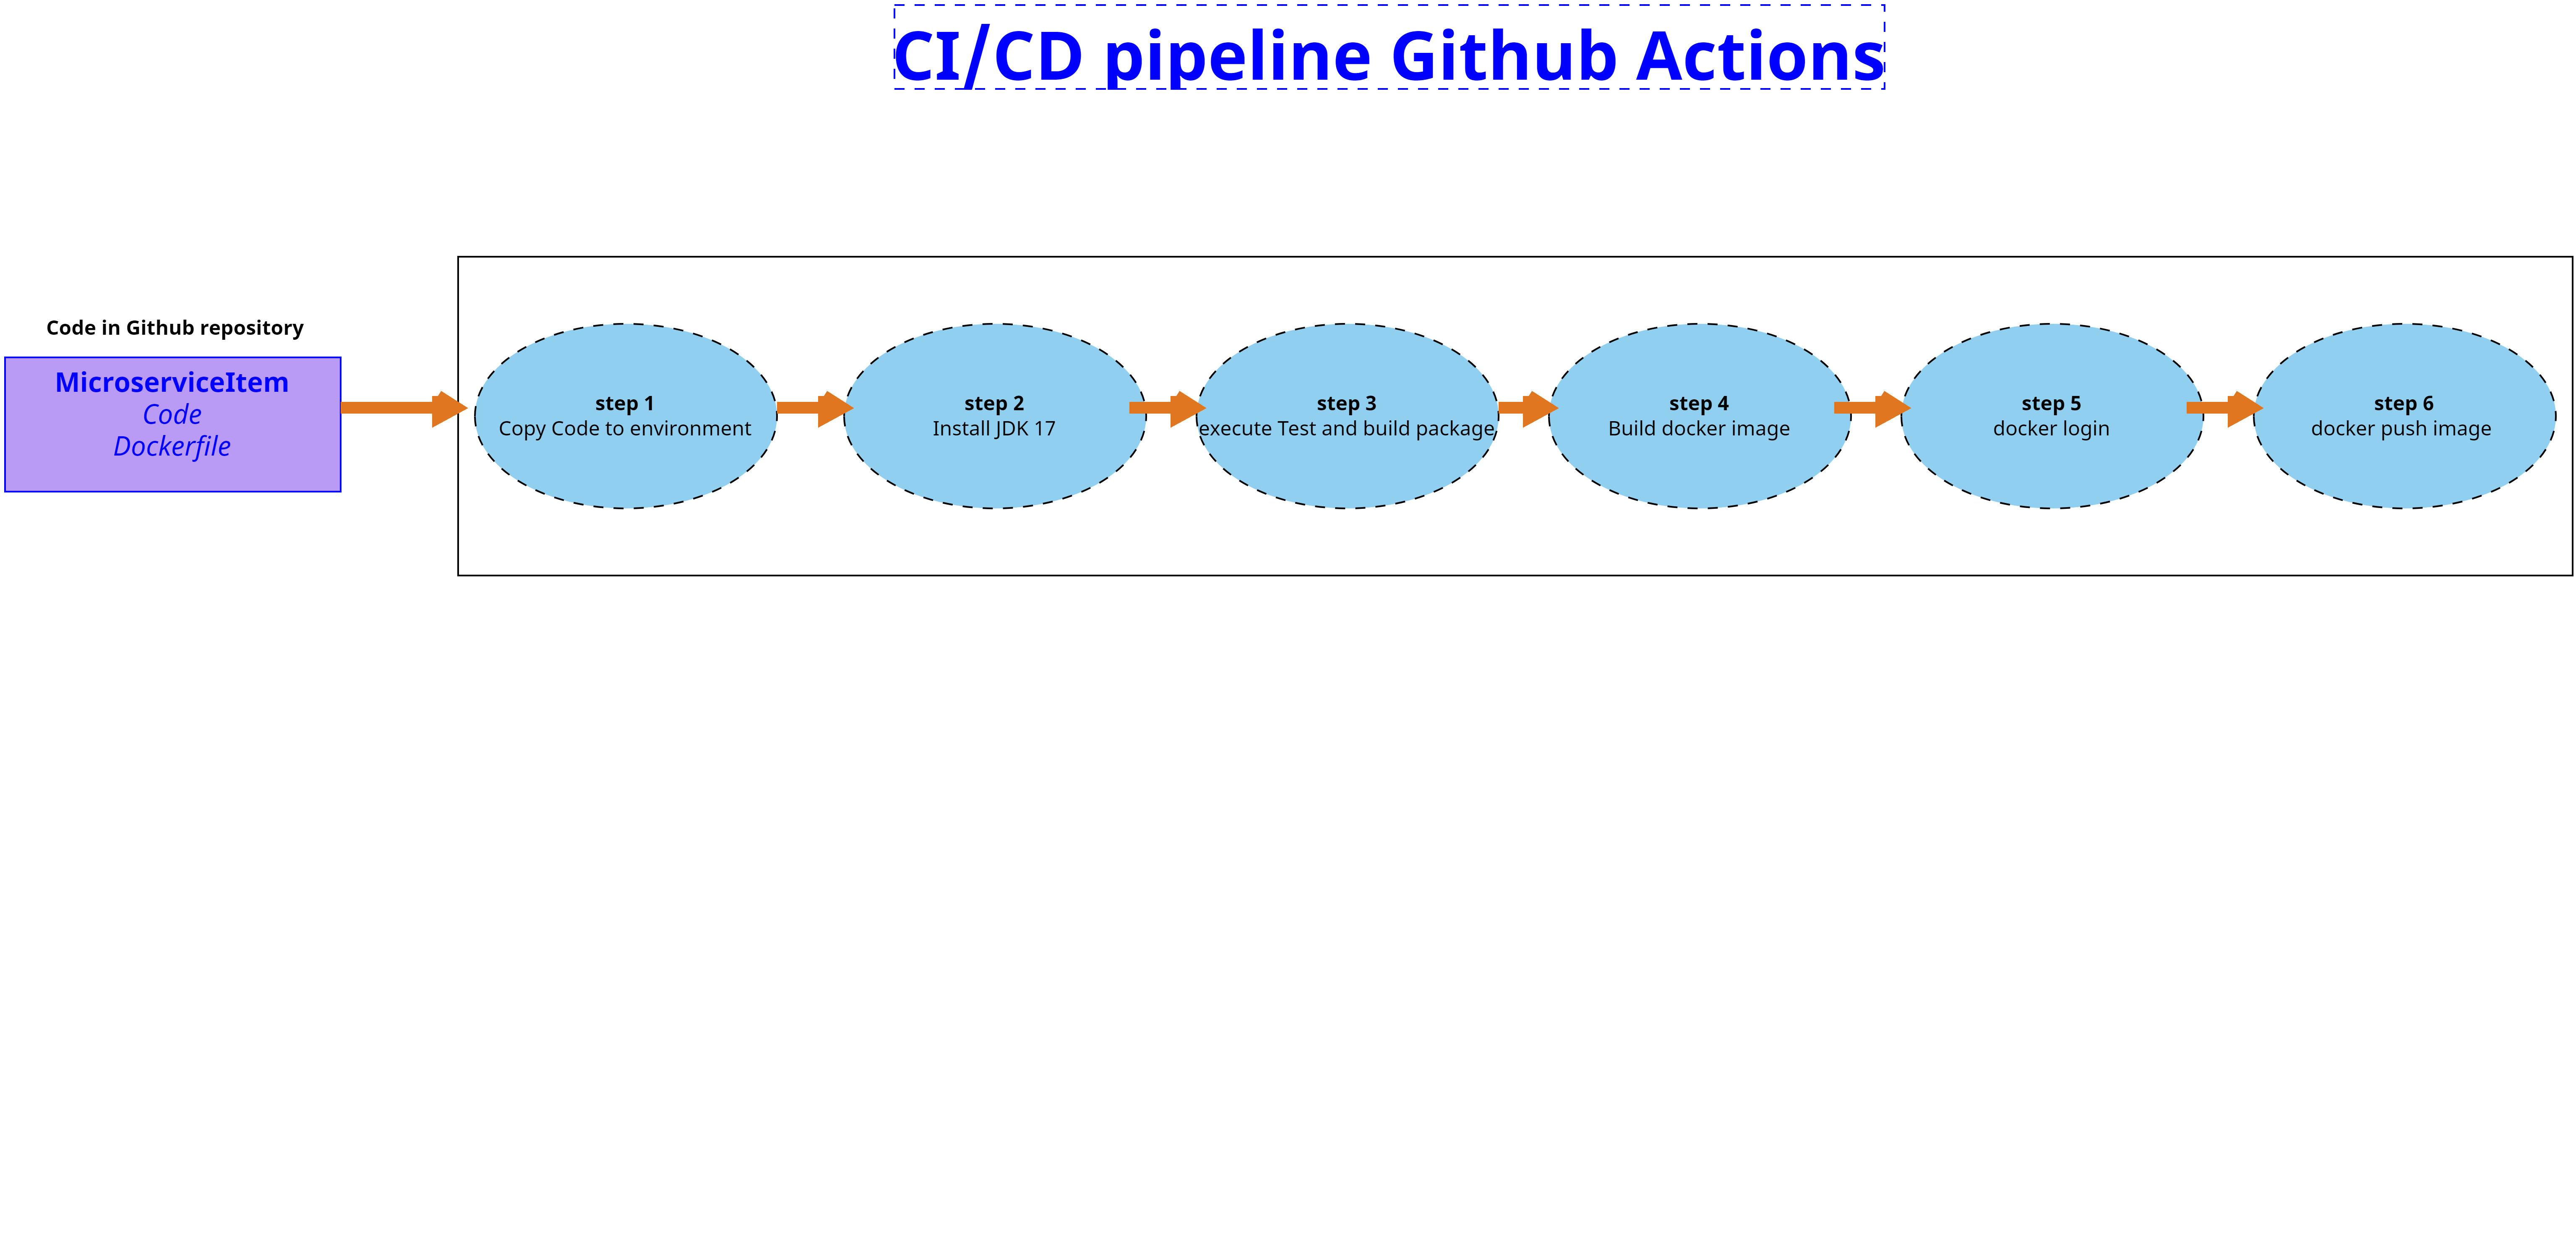 CI/CD pipeline Github Actions
Code in Github repository
MicroserviceItem
Code
Dockerfile
step 1
Copy Code to environment
step 2
Install JDK 17
step 3
execute Test and build package
step 4
Build docker image
step 5
docker login
step 6
docker push image